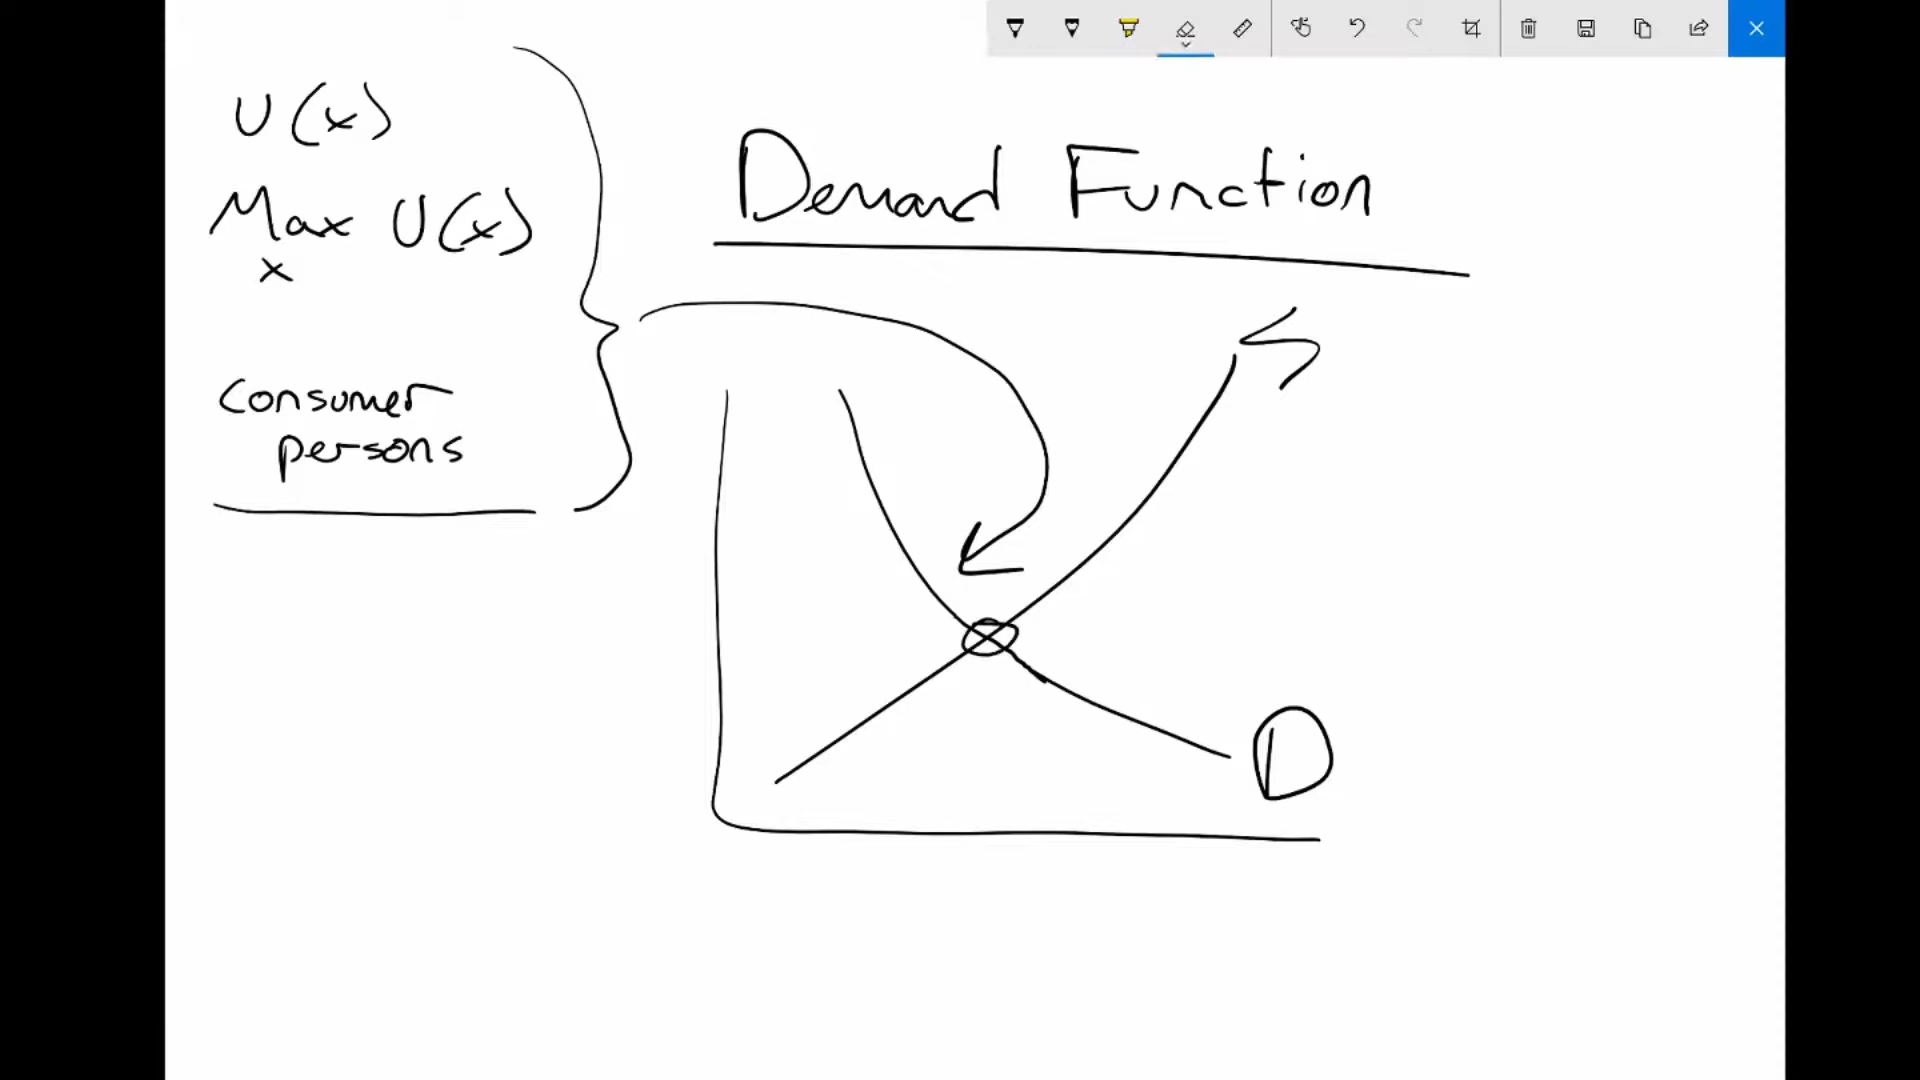 U(x)
Max U(x)
x
Consumer
persons
Demand Function
S
D